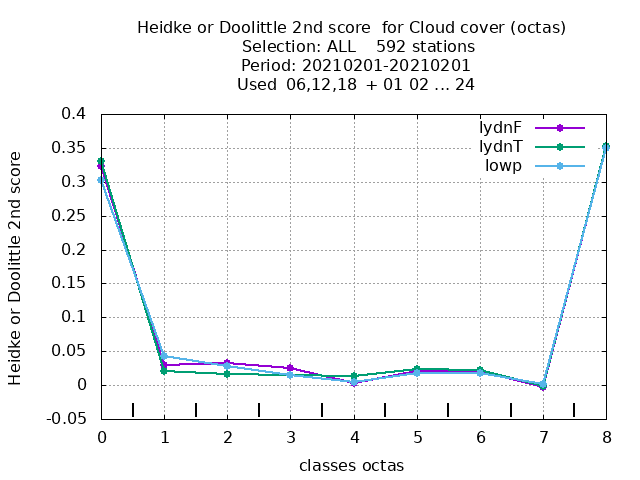 Heidke or Doolittle 2nd score  for Cloud cover (octas)
Selection: ALL    592 stations
Period: 20210201-20210201
Used  06,12,18  + 01 02 ... 24
lydnF
lydnT
lowp
Heidke or Doolittle 2nd score
0.4
0.35
0.3
0.25
0.2
0.15
0.1
0.05
0
-0.05
0 1 2 3 4 5 6 7 8
classes octas